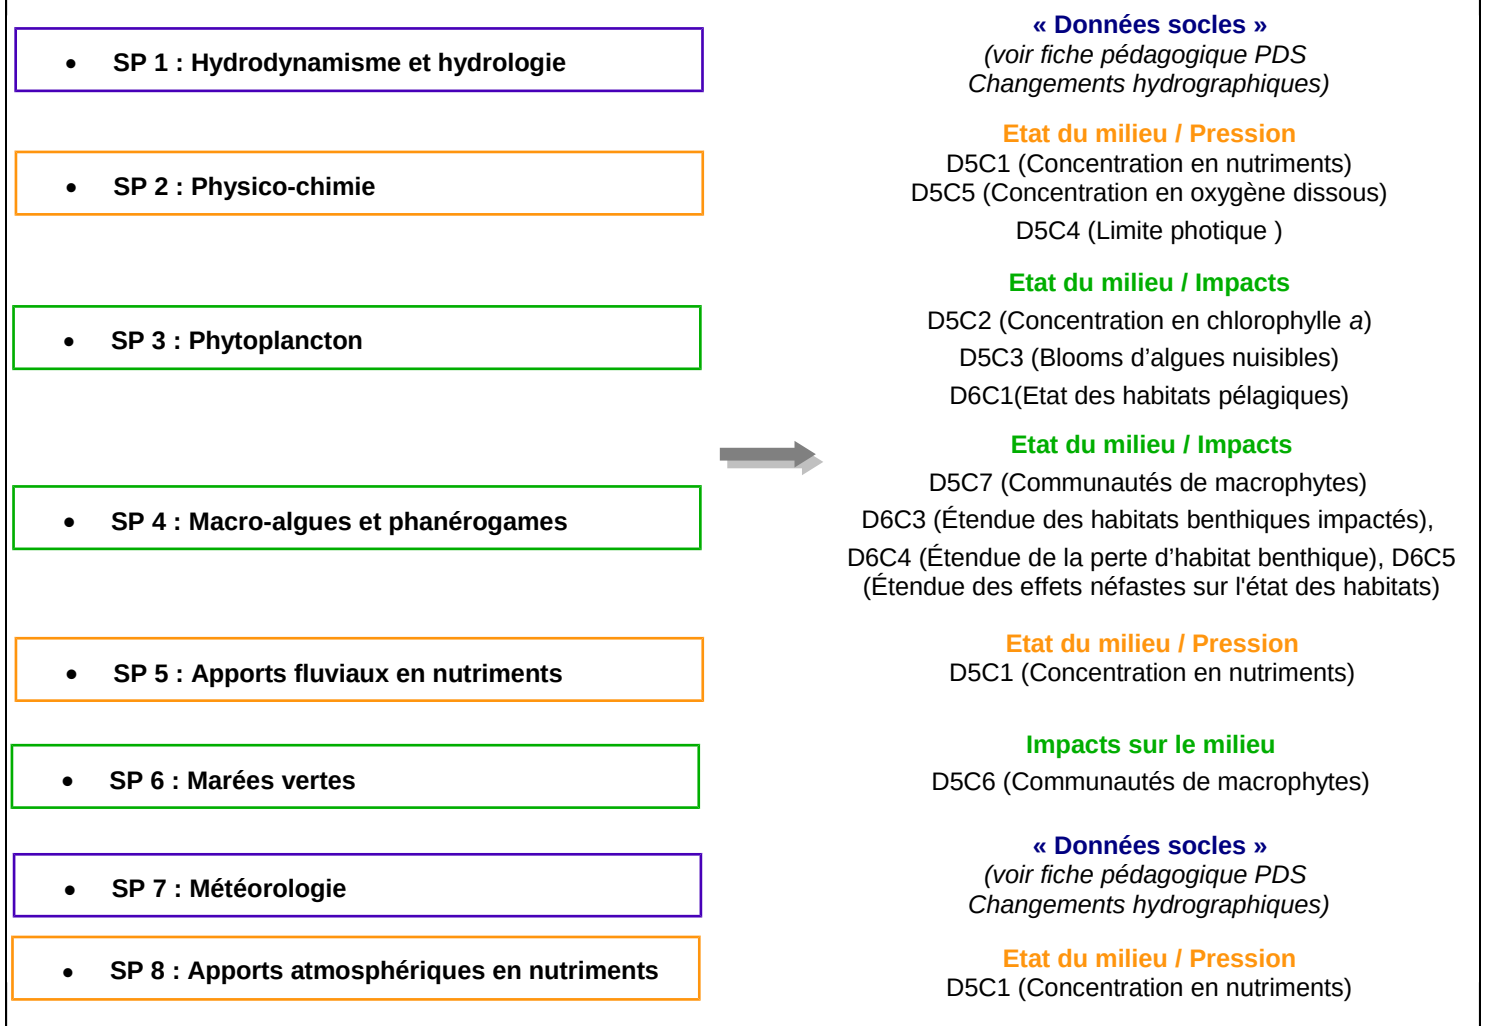 « Données socles »
• SP 1 : Hydrodynamisme et hydrologie
(voir fiche pédagogique PDS
Changements hydrographiques)
Etat du milieu / Pression
• SP 2 : Physico-chimie
D5C1 (Concentration en nutriments)
D5C5 (Concentration en oxygène dissous)
D5C4 (Limite photique )
Etat du milieu / Impacts
• SP 3 : Phytoplancton
D5C2 (Concentration en chlorophylle a)
D5C3 (Blooms d’algues nuisibles)
D6C1(Etat des habitats pélagiques)
Etat du milieu / Impacts
• SP 4 : Macro-algues et phanérogames
D5C7 (Communautés de macrophytes)
D6C3 (Étendue des habitats benthiques impactés),
D6C4 (Étendue de la perte d’habitat benthique), D6C5
(Étendue des effets néfastes sur l'état des habitats)
Etat du milieu / Pression
• SP 5 : Apports fluviaux en nutriments
D5C1 (Concentration en nutriments)
Impacts sur le milieu
• SP 6 : Marées vertes
D5C6 (Communautés de macrophytes)
« Données socles »
• SP 7 : Météorologie
(voir fiche pédagogique PDS
Changements hydrographiques)
Etat du milieu / Pression
• SP 8 : Apports atmosphériques en nutriments
D5C1 (Concentration en nutriments)